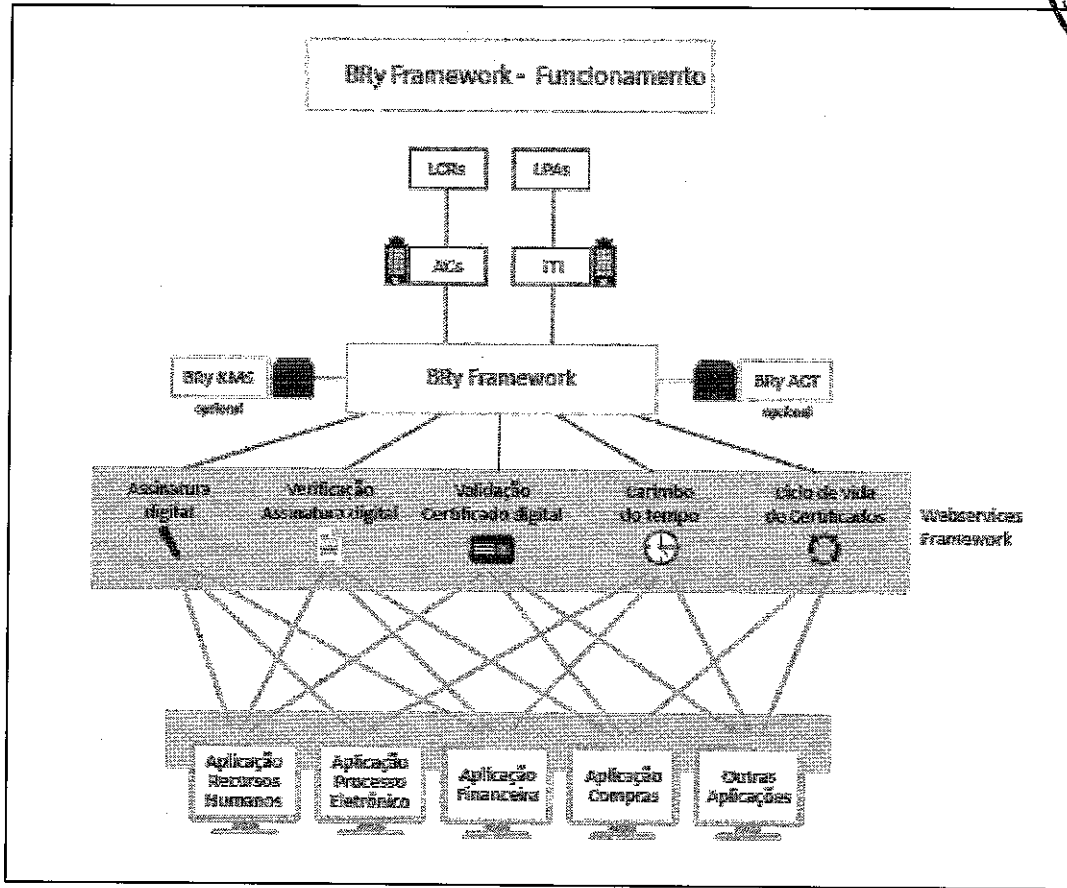 BRy Framework - Funcionamento
LCRs
LPAs
ACs
ITI
BRy KMS
opcional
BRy Framework
BRy ACT
opcional
Assinatura
digital
Verificação
Assinatura digital
Validação
Certificado digital
Carimbo
do tempo
Ciclo de vida
de Certificados
Webservices
Framework
Aplicação
Recursos
Humanos
Aplicação
Processo
Eletrônico
Aplicação
Financeira
Aplicação
Compras
Outras
Aplicações